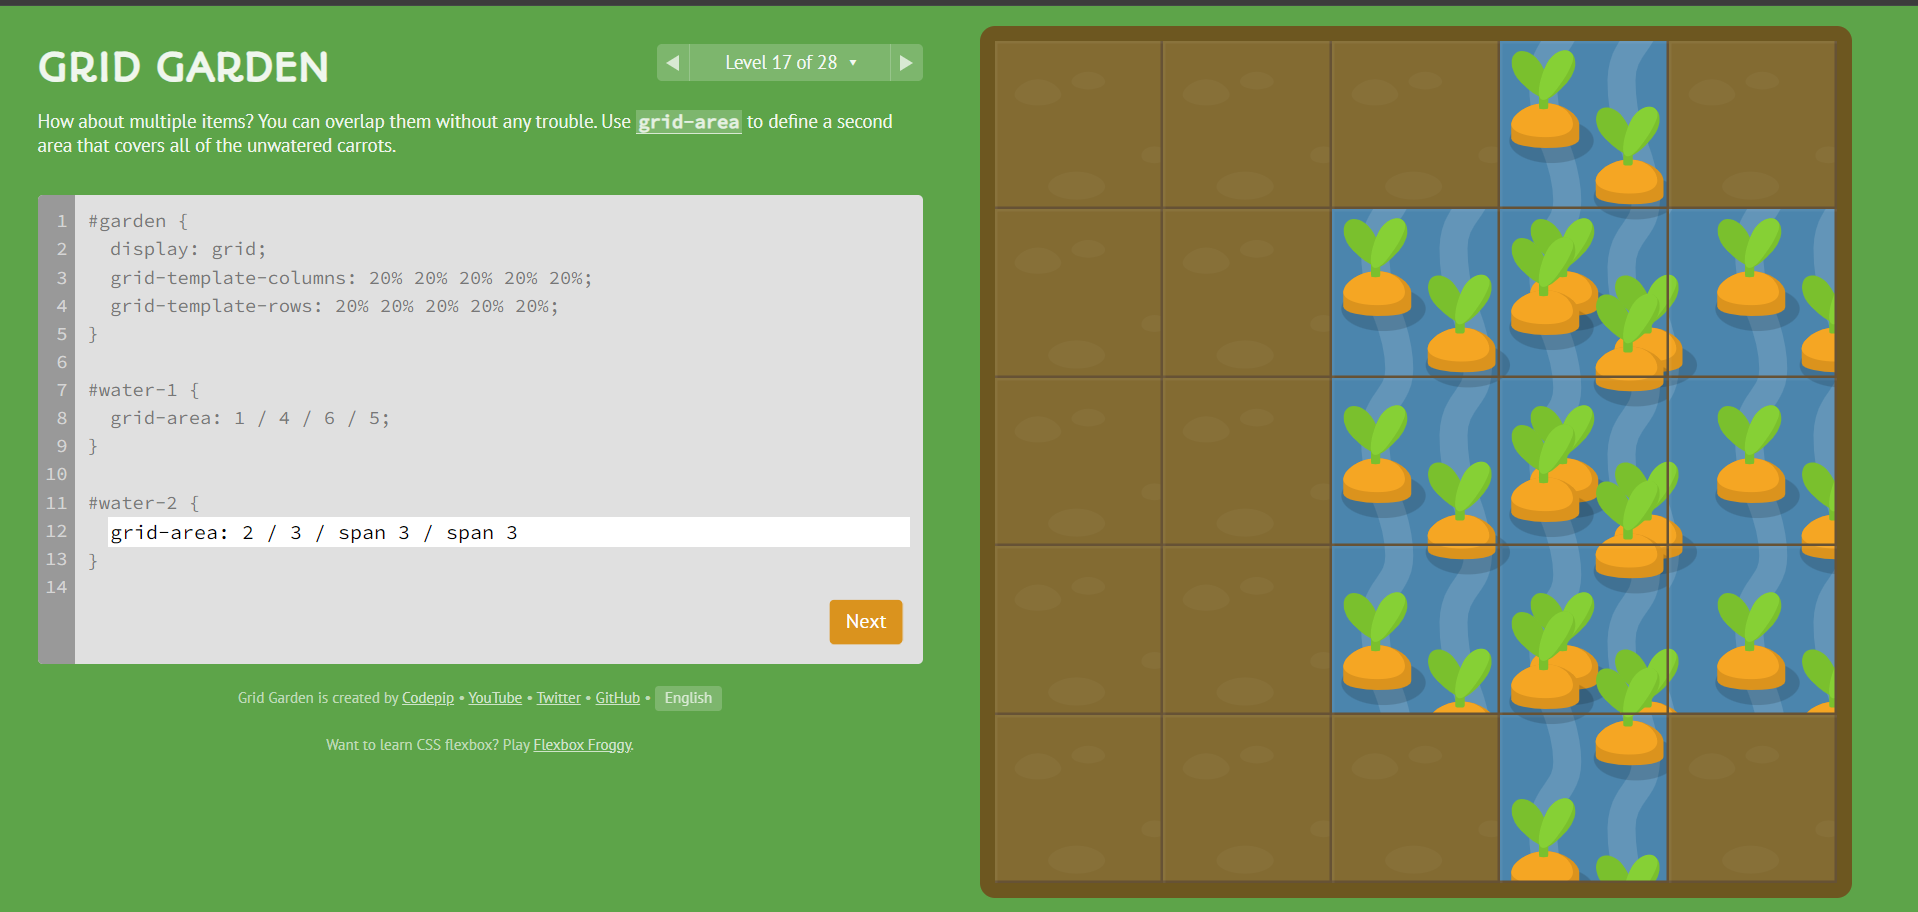 GRID GARDEN
◀ Level 17 of 28 ▾ ▶
How about multiple items? You can overlap them without any trouble. Use grid-area to define a second
area that covers all of the unwatered carrots.
1 #garden {
2 display: grid;
3 grid-template-columns: 20% 20% 20% 20% 20%;
4 grid-template-rows: 20% 20% 20% 20% 20%;
5 }
6
7 #water-1 {
8 grid-area: 1 / 4 / 6 / 5;
9 }
10
11 #water-2 {
12 grid-area: 2 / 3 / span 3 / span 3
13 }
14
Next
Grid Garden is created by Codepip • YouTube • Twitter • GitHub • English
Want to learn CSS flexbox? Play Flexbox Froggy.